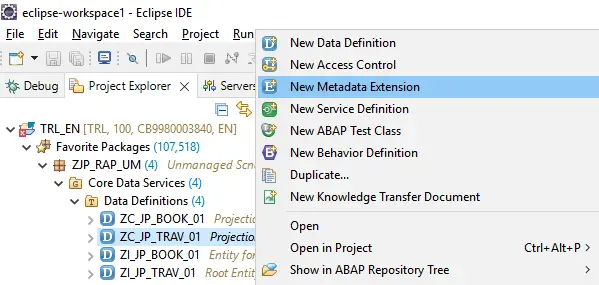 eclipse-workspace1 - Eclipse IDE
File Edit Navigate Search Project Run
Debug Project Explorer Servers
TRL_EN [TRL, 100, CB9980003840, EN]
Favorite Packages (107,518)
ZJP_RAP_UM (4) Unmanaged Sce
Core Data Services (4)
Data Definitions (4)
ZC_JP_BOOK_01 Projectio
ZC_JP_TRAV_01 Projectio
ZI_JP_BOOK_01 Entity for
ZI_JP_TRAV_01 Root Entit
New Data Definition
New Access Control
New Metadata Extension
New Service Definition
New ABAP Test Class
New Behavior Definition
Duplicate...
New Knowledge Transfer Document
Open
Open in Project Ctrl+Alt+P
Show in ABAP Repository Tree